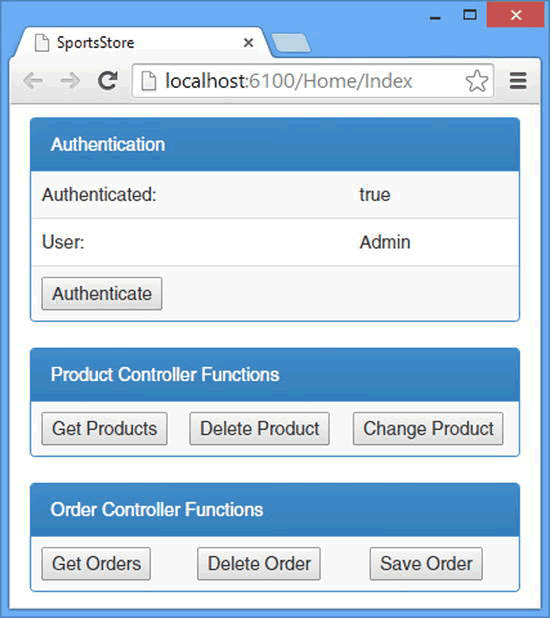 SportsStore
localhost:6100/Home/Index
Authentication
Authenticated: true
User: Admin
Authenticate
Product Controller Functions
Get Products Delete Product Change Product
Order Controller Functions
Get Orders Delete Order Save Order